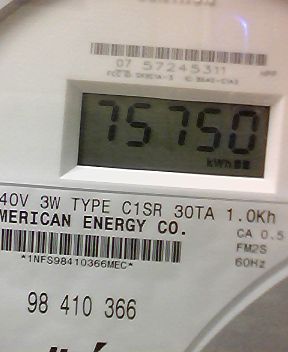 07 57245311
75750
kWh
40V 3W TYPE C1SR 30TA 1.0Kh
MERICAN ENERGY CO.
CA 0.5
FM2S
*1NFS98410366MEC*
60Hz
98 410 366